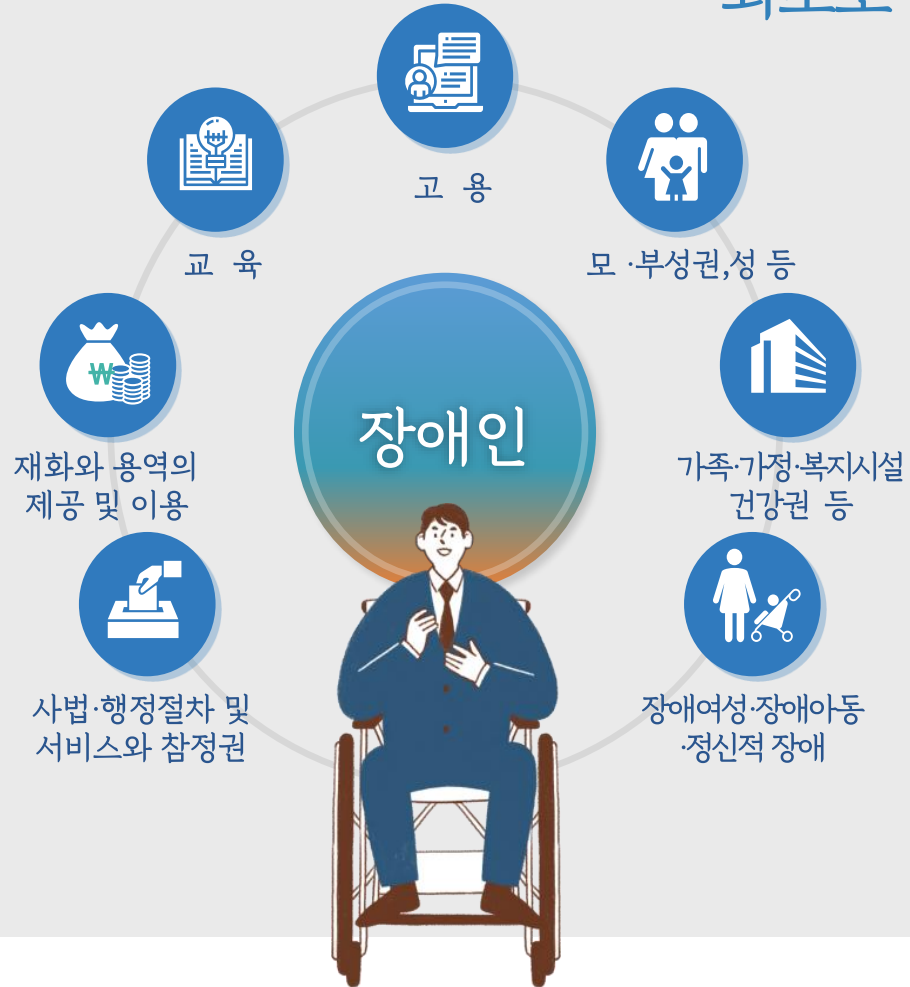 고 용
교 육
모 ·부성권,성 등
장애인
₩
재화와 용역의
제공 및 이용
가족·가정·복지시설
건강권 등
사법·행정절차 및
서비스와 참정권
장애여성·장애아동
·정신적 장애